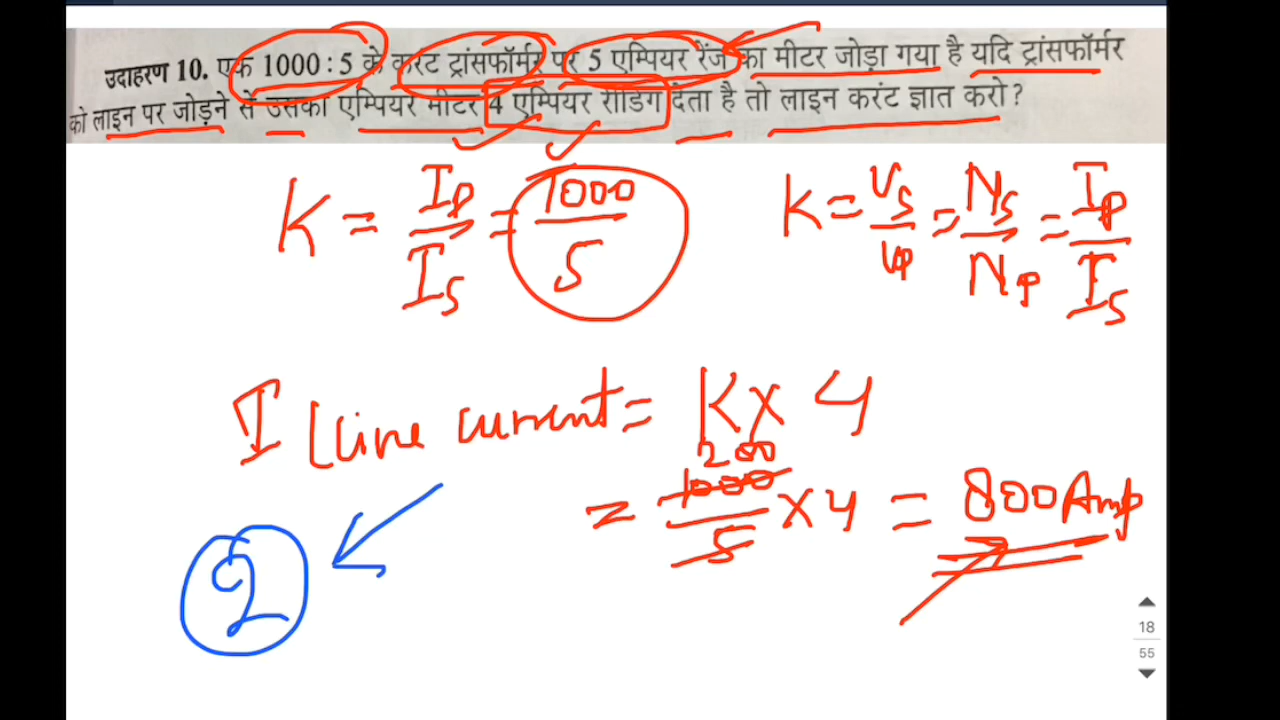 उदाहरण 10. एक 1000 : 5 के करंट ट्रांसफॉर्मर पर 5 एम्पियर रेंज का मीटर जोड़ा गया है यदि ट्रांसफॉर्मर
को लाइन पर जोड़ने से उसका एम्पियर मीटर 4 एम्पियर रीडिंग देता है तो लाइन करंट ज्ञात करो ?
K = Ip/Is = 1000/5
K = Vs/Vp = Ns/Np = Ip/Is
I (line current = K x 4
= 1000/5 x 4 = 800 Amp
200
2
18
55